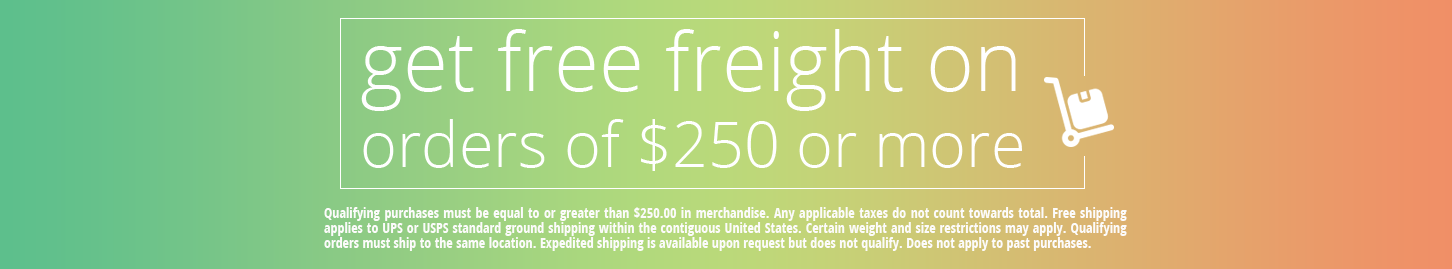 get free freight on
orders of $250 or more
Qualifying purchases must be equal to or greater than $250.00 in merchandise. Any applicable taxes do not count towards total. Free shipping
applies to UPS or USPS standard ground shipping within the contiguous United States. Certain weight and size restrictions may apply. Qualifying
orders must ship to the same location. Expedited shipping is available upon request but does not qualify. Does not apply to past purchases.